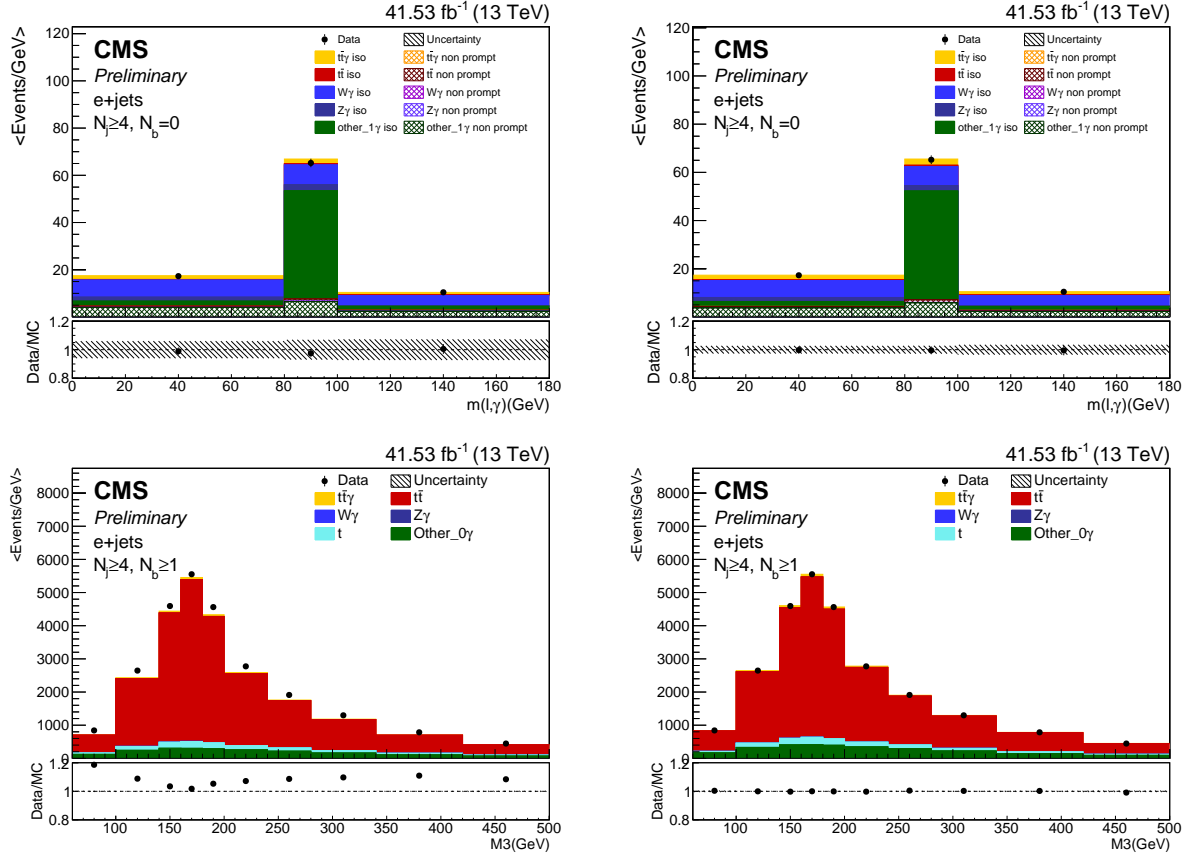 41.53 fb⁻¹ (13 TeV)
<Events/GeV>
120
100
80
60
40
20
CMS
Preliminary
e+jets
Nj≥4, Nb=0
Data
Uncertainty
tt̄γ iso
tt̄γ non prompt
tt̄ iso
tt̄ non prompt
Wγ iso
Wγ non prompt
Zγ iso
Zγ non prompt
other_1γ iso
other_1γ non prompt
Data/MC
1.2
1
0.8
0 20 40 60 80 100 120 140 160 180
m(l,γ)(GeV)
41.53 fb⁻¹ (13 TeV)
<Events/GeV>
120
100
80
60
40
20
CMS
Preliminary
e+jets
Nj≥4, Nb=0
Data
Uncertainty
tt̄γ iso
tt̄γ non prompt
tt̄ iso
tt̄ non prompt
Wγ iso
Wγ non prompt
Zγ iso
Zγ non prompt
other_1γ iso
other_1γ non prompt
Data/MC
1.2
1
0.8
0 20 40 60 80 100 120 140 160 180
m(l,γ)(GeV)
41.53 fb⁻¹ (13 TeV)
<Events/GeV>
8000
7000
6000
5000
4000
3000
2000
1000
0
CMS
Preliminary
e+jets
Nj≥4, Nb≥1
Data
Uncertainty
tt̄γ
tt̄
Wγ
Zγ
t
Other_0γ
Data/MC
1.2
1
0.8
100 150 200 250 300 350 400 450 500
M3(GeV)
41.53 fb⁻¹ (13 TeV)
<Events/GeV>
8000
7000
6000
5000
4000
3000
2000
1000
0
CMS
Preliminary
e+jets
Nj≥4, Nb≥1
Data
Uncertainty
tt̄γ
tt̄
Wγ
Zγ
t
Other_0γ
Data/MC
1.2
1
0.8
100 150 200 250 300 350 400 450 500
M3(GeV)